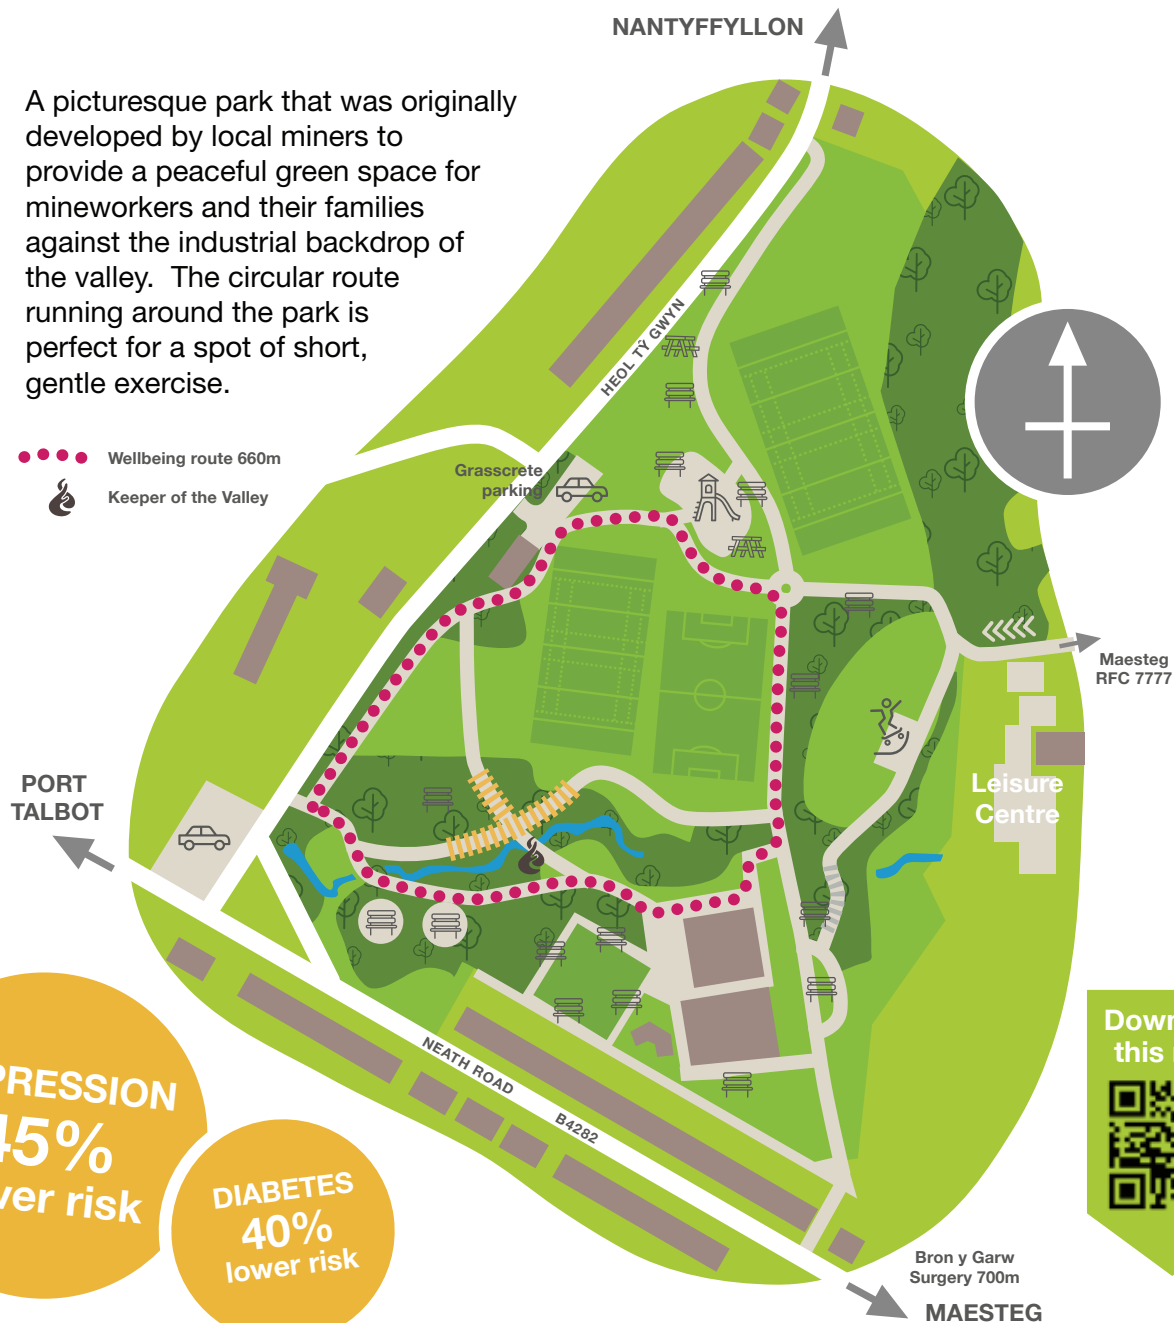 NANTYFFYLLON
A picturesque park that was originally
developed by local miners to
provide a peaceful green space for
mineworkers and their families
against the industrial backdrop of
the valley.  The circular route
running around the park is
perfect for a spot of short,
gentle exercise.
Wellbeing route 660m
Keeper of the Valley
HEOL TŶ GWYN
Grasscrete
parking
Maesteg
RFC 7777
Leisure
Centre
PORT
TALBOT
NEATH ROAD
B4282
45%
risk
DIABETES
40%
lower risk
this
Bron y Garw
Surgery 700m
MAESTEG